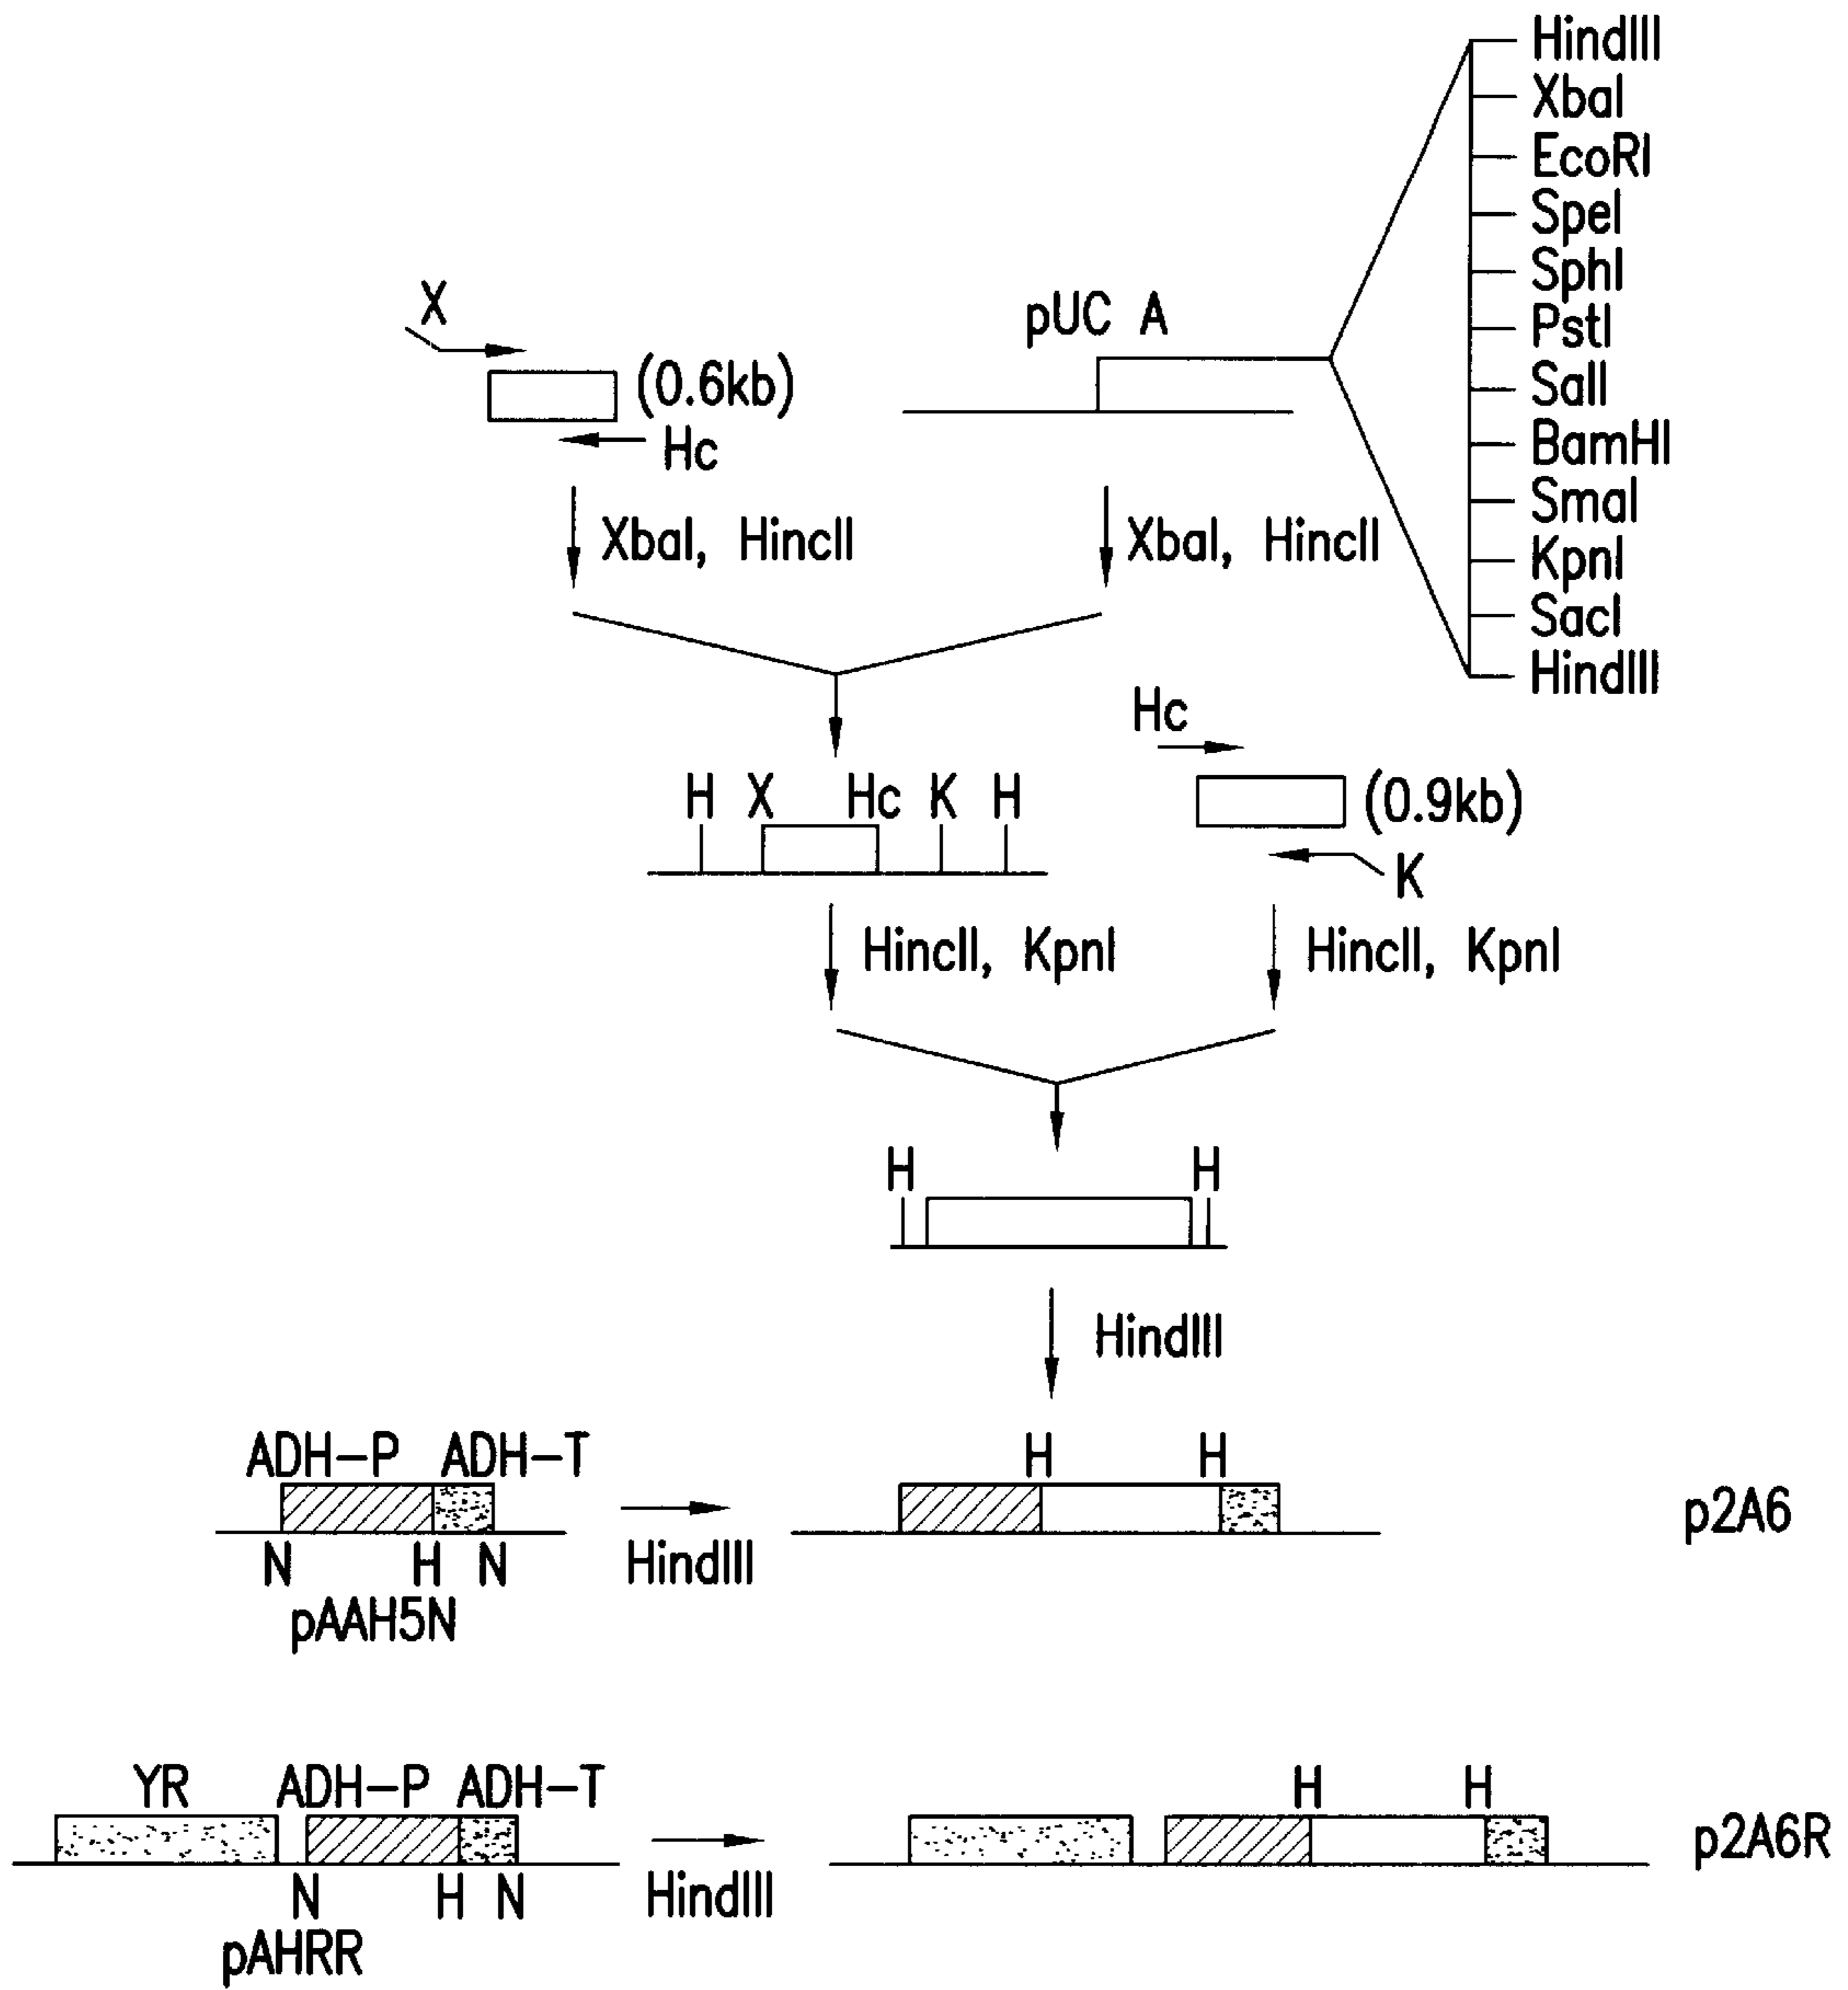 HindIII
XbaI
EcoRI
SpeI
SphI
PstI
SalI
BamHI
SmaI
KpnI
SacI
HindIII
X
(0.6kb)
Hc
pUC A
XbaI, HincII
XbaI, HincII
H X Hc K H
Hc
(0.9kb)
K
HincII, KpnI
HincII, KpnI
H H
HindIII
ADH-P ADH-T
N H N
pAAH5N
HindIII
H H
p2A6
YR ADH-P ADH-T
N H N
pAHRR
HindIII
H H
p2A6R